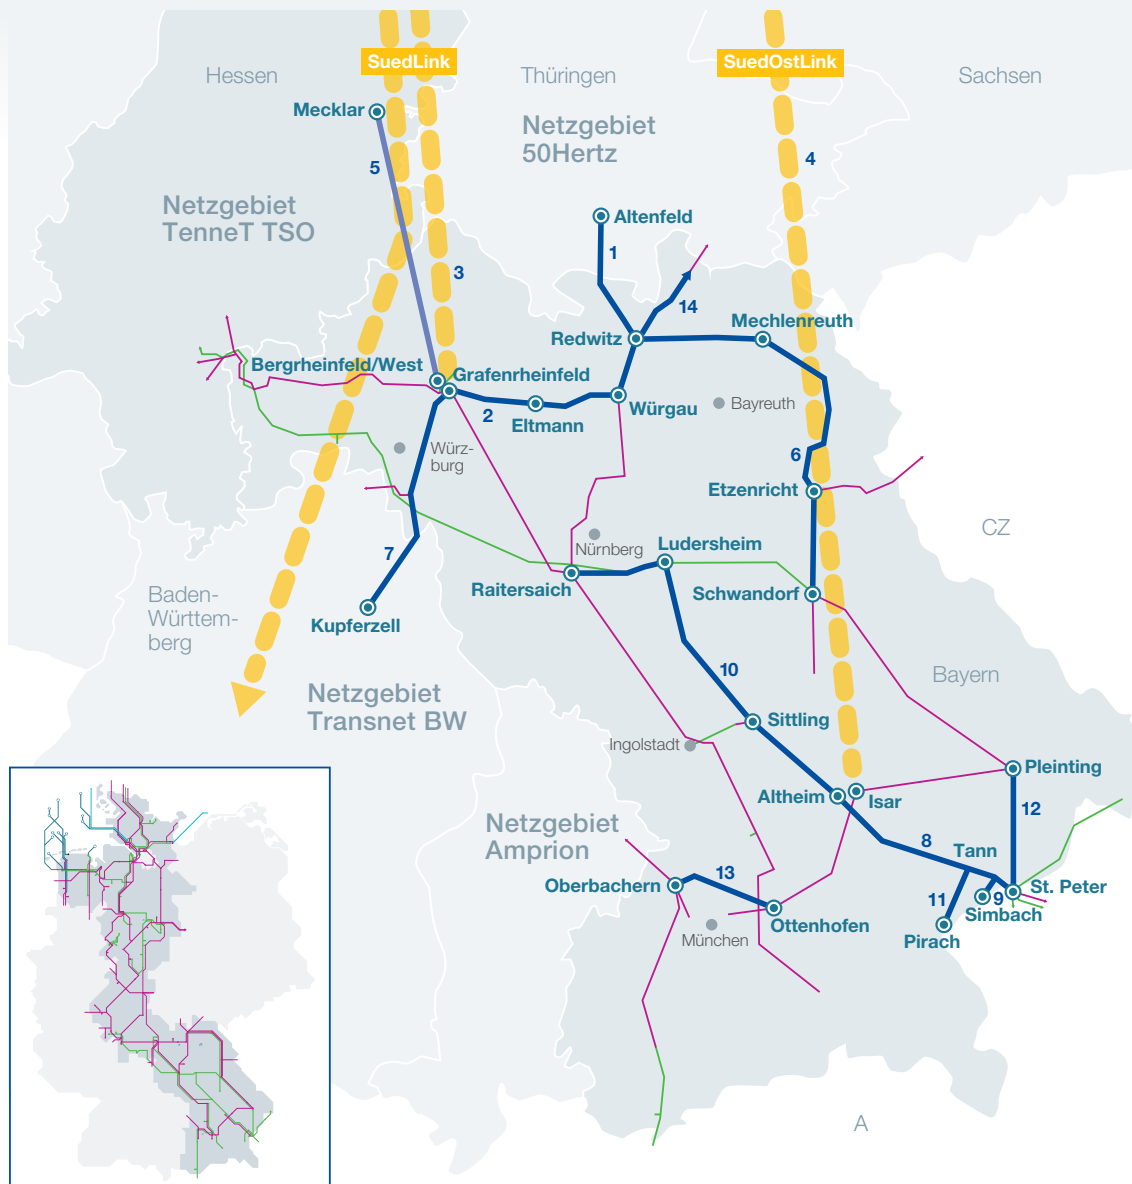 SuedLink
SuedOstLink
Hessen
Thüringen
Sachsen
Mecklar
Netzgebiet
50Hertz
5
4
Netzgebiet
TenneT TSO
Altenfeld
1
3
14
Mechlenreuth
Redwitz
Bergrheinfeld/West
Grafenrheinfeld
2
Eltmann
Würgau
Bayreuth
Würz-
burg
6
Etzenricht
CZ
7
Nürnberg
Ludersheim
Raitersaich
Schwandorf
Baden-
Württem-
berg
Kupferzell
10
Bayern
Netzgebiet
Transnet BW
Sittling
Ingolstadt
Pleinting
Altheim
Isar
12
Netzgebiet
Amprion
8
Tann
13
Oberbachern
St. Peter
11
9
Simbach
Ottenhofen
München
Pirach
A